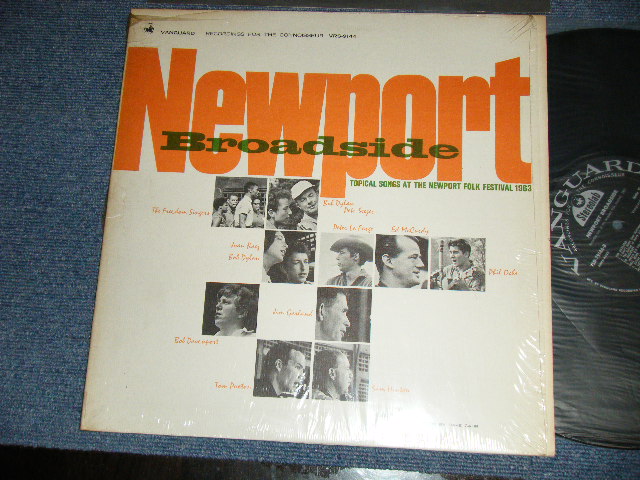 VANGUARD RECORDINGS FOR THE CONNOISSEUR VRS-9144
Newport
Broadside
TOPICAL SONGS AT THE NEWPORT FOLK FESTIVAL 1963
The Freedom Singers
Bob Dylan
Pete Seeger
Joan Baez
Bob Dylan
Peter La Farge
Ed McCurdy
Phil Ochs
Jim Garland
Bob Davenport
Tom Paxton
Sam Hinton
VANGUARD